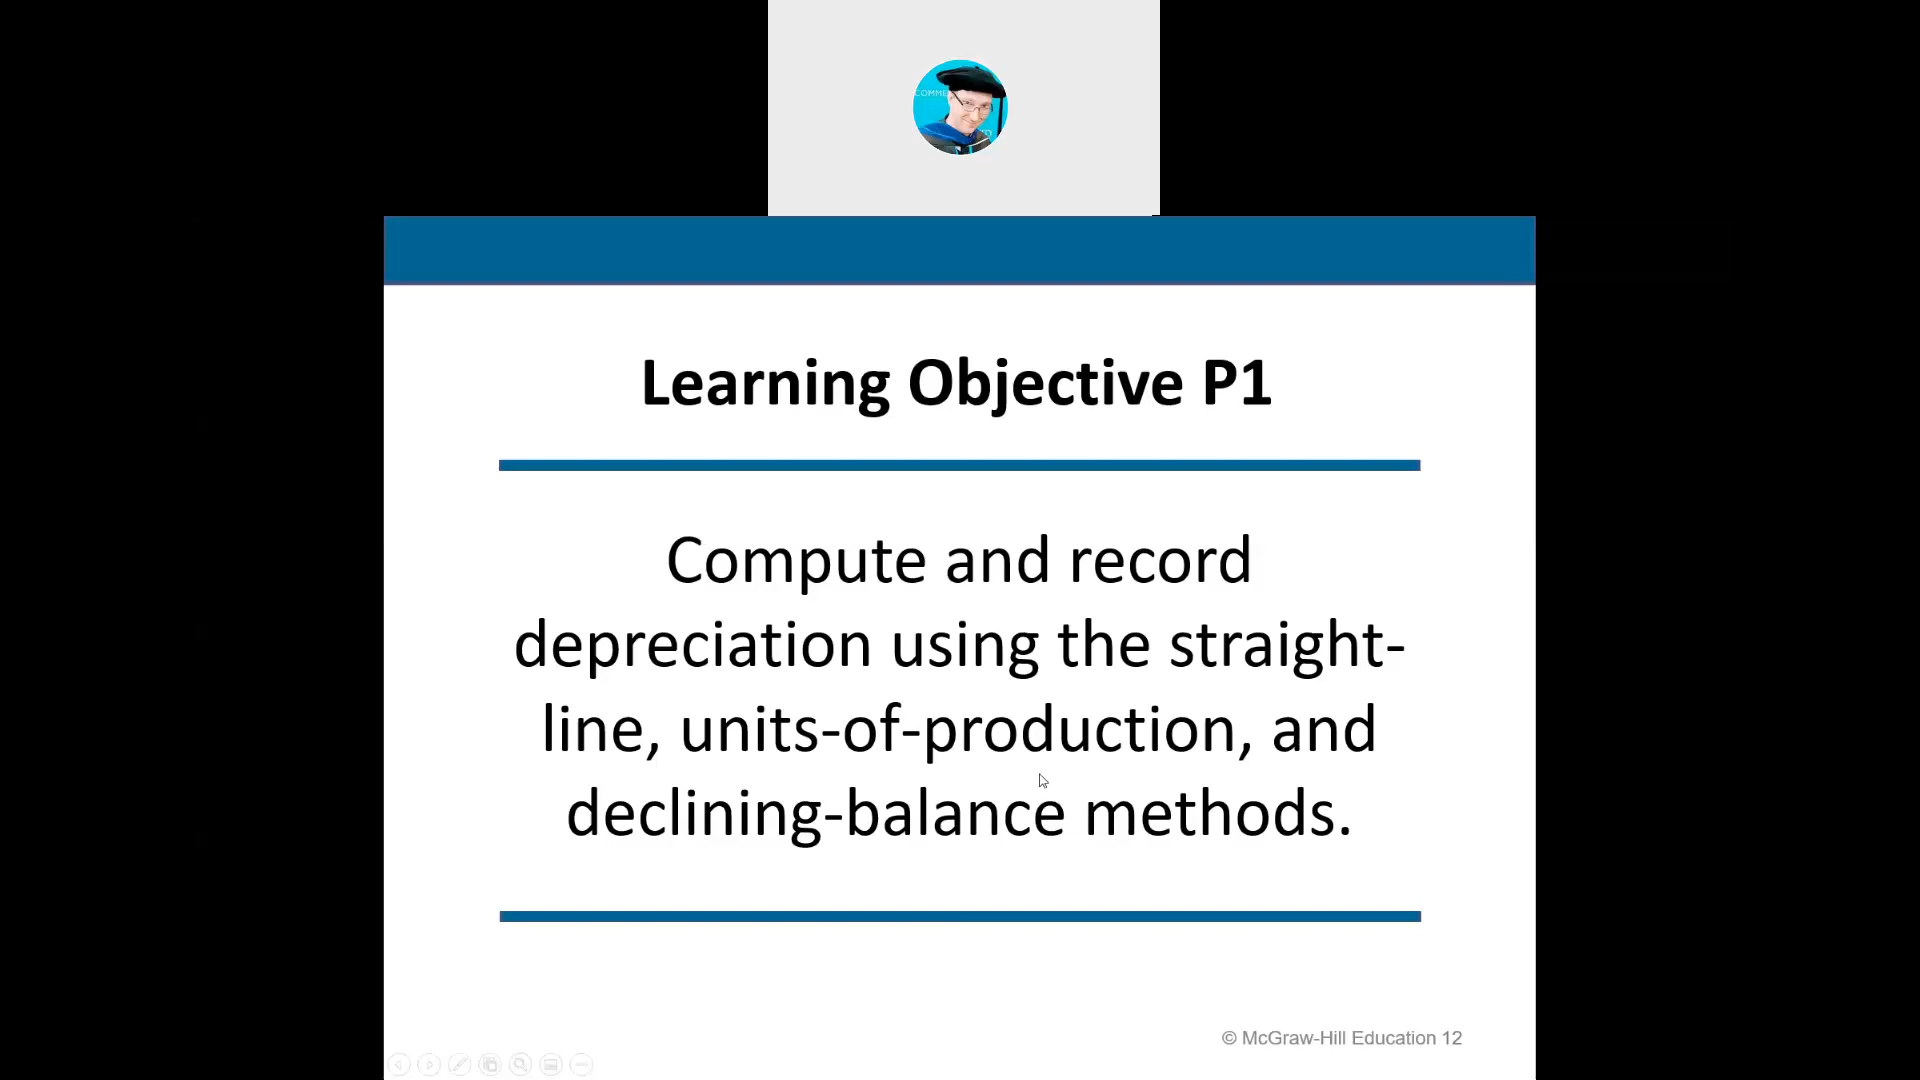 COMME
Learning Objective P1
Compute and record
depreciation using the straight-
line, units-of-production, and
declining-balance methods.
© McGraw-Hill Education 12